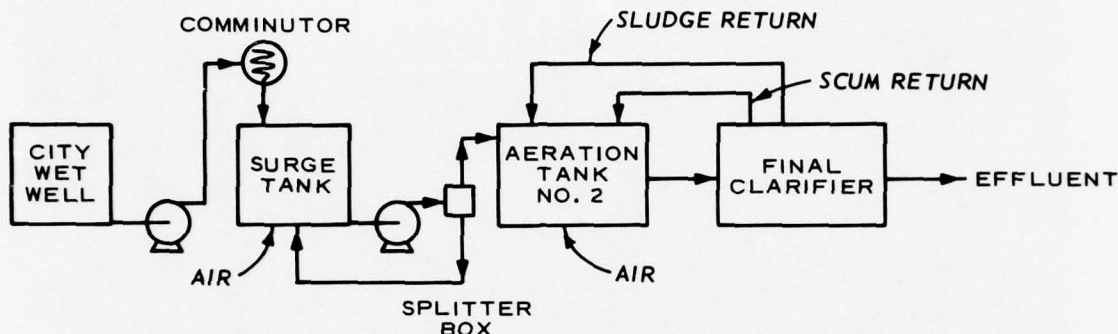 COMMINUTOR
SLUDGE RETURN
SCUM RETURN
CITY
WET
WELL
SURGE
TANK
AERATION
TANK
NO. 2
FINAL
CLARIFIER
EFFLUENT
AIR
AIR
SPLITTER
BOX